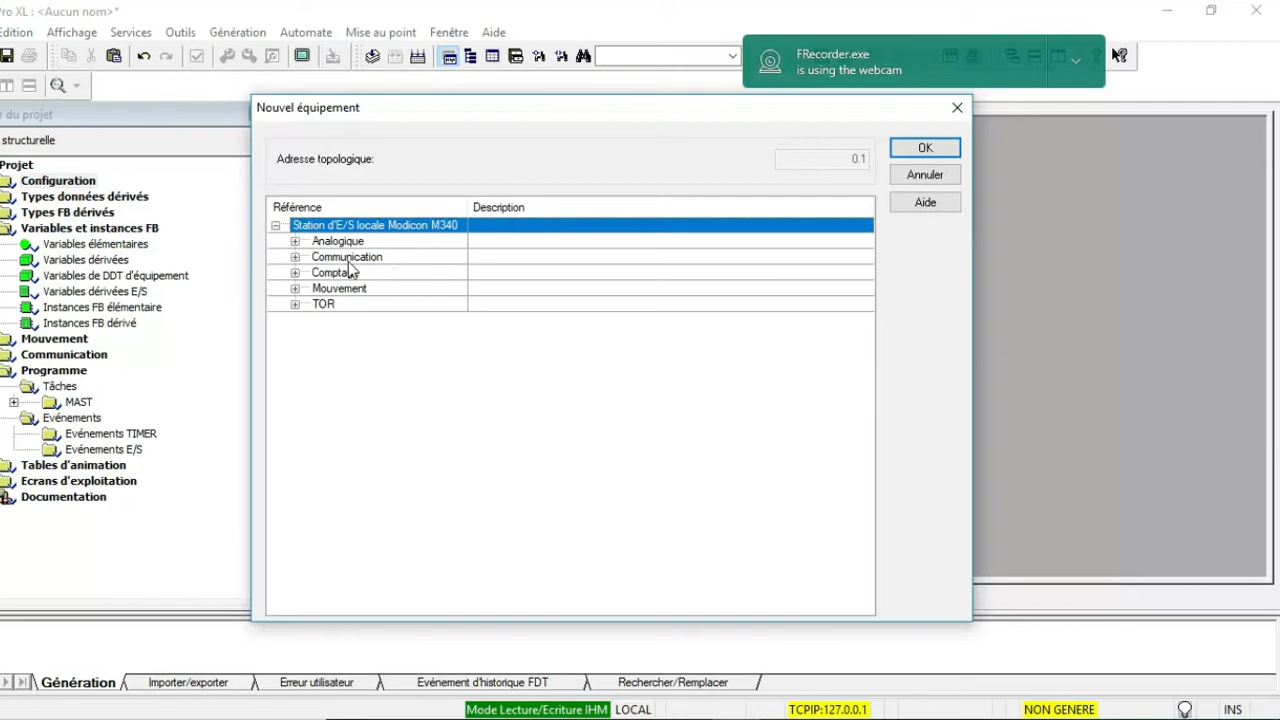 Pro XL : <Aucun nom>*
Edition Affichage Services Outils Génération Automate Mise au point Fenêtre Aide
FRecorder.exe
is using the webcam
r du projet
structurelle
Projet
Configuration
Types données dérivés
Types FB dérivés
Variables et instances FB
Variables élémentaires
Variables dérivées
Variables de DDT d'équipement
Variables dérivées E/S
Instances FB élémentaire
Instances FB dérivé
Mouvement
Communication
Programme
Tâches
MAST
Evénements
Evénements TIMER
Evénements E/S
Tables d'animation
Ecrans d'exploitation
Documentation
Nouvel équipement
Adresse topologique: 0.1
OK
Annuler
Aide
Référence Description
Station d'E/S locale Modicon M340
Analogique
Communication
Compta
Mouvement
TOR
Génération Importer/exporter Erreur utilisateur Evénement d'historique FDT Rechercher/Remplacer
Mode Lecture/Ecriture IHM LOCAL TCPIP:127.0.0.1 NON GENERE INS